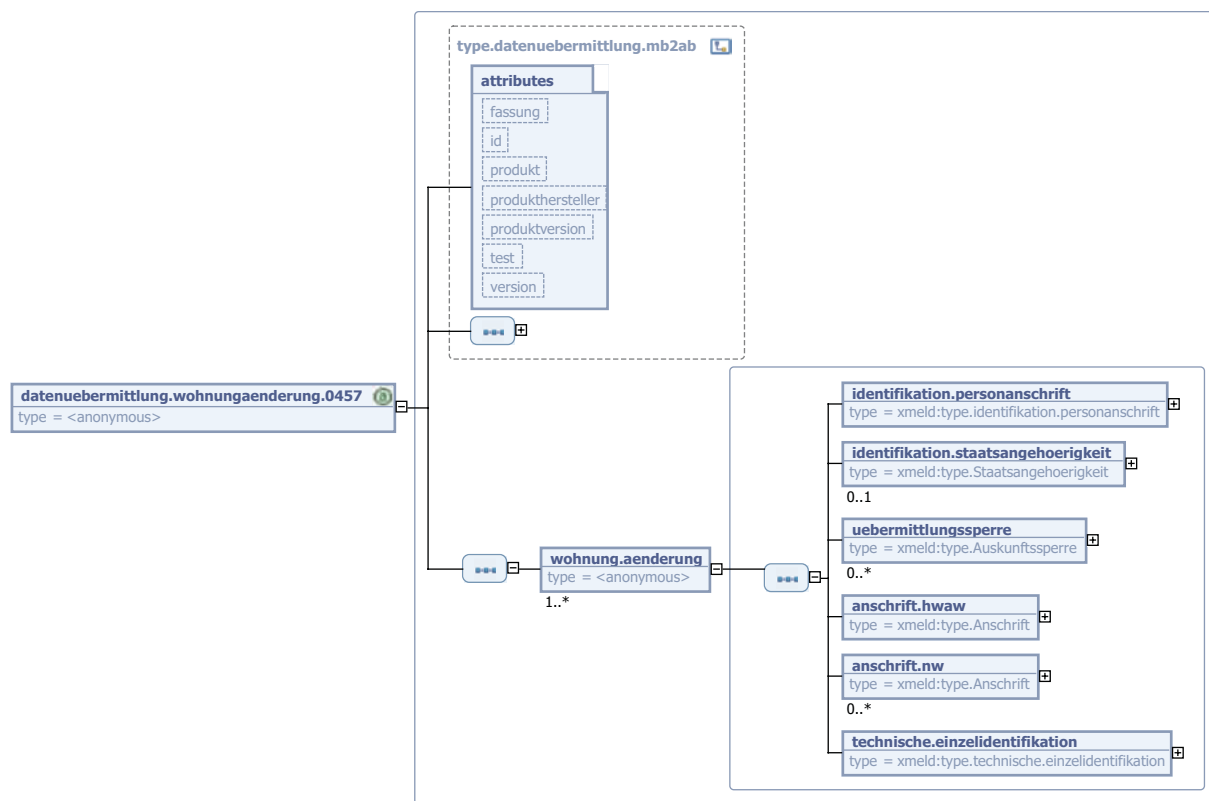 type.datenuebermittlung.mb2ab
attributes
fassung
id
produkt
produkthersteller
produktversion
test
version
datenuebermittlung.wohnungaenderung.0457
type = <anonymous>
wohnung.aenderung
type = <anonymous>
1..*
identifikation.personanschrift
type = xmeld:type.identifikation.personanschrift
identifikation.staatsangehoerigkeit
type = xmeld:type.Staatsangehoerigkeit
0..1
uebermittlungssperre
type = xmeld:type.Auskunftssperre
0..*
anschrift.hwaw
type = xmeld:type.Anschrift
anschrift.nw
type = xmeld:type.Anschrift
0..*
technische.einzelidentifikation
type = xmeld:type.technische.einzelidentifikation